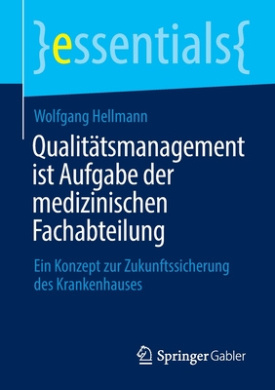 }essentials{
Wolfgang Hellmann
Qualitätsmanagement
ist Aufgabe der
medizinischen
Fachabteilung
Ein Konzept zur Zukunftssicherung
des Krankenhauses
Springer Gabler